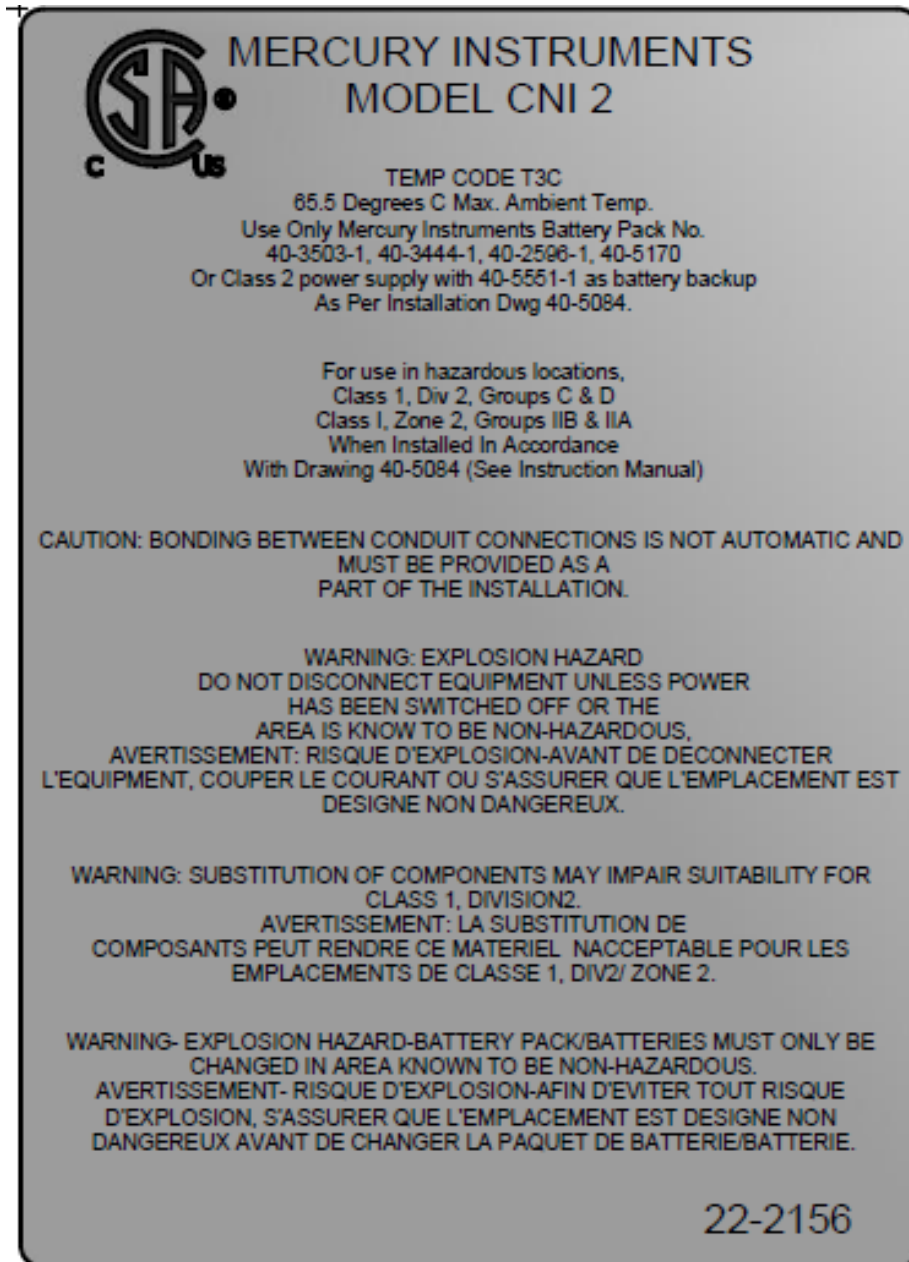 CSA
®
C US
MERCURY INSTRUMENTS
MODEL CNI 2
TEMP CODE T3C
65.5 Degrees C Max. Ambient Temp.
Use Only Mercury Instruments Battery Pack No.
40-3503-1, 40-3444-1, 40-2596-1, 40-5170
Or Class 2 power supply with 40-5551-1 as battery backup
As Per Installation Dwg 40-5084.
For use in hazardous locations,
Class 1, Div 2, Groups C & D
Class I, Zone 2, Groups IIB & IIA
When Installed In Accordance
With Drawing 40-5084 (See Instruction Manual)
CAUTION: BONDING BETWEEN CONDUIT CONNECTIONS IS NOT AUTOMATIC AND
MUST BE PROVIDED AS A
PART OF THE INSTALLATION.
WARNING: EXPLOSION HAZARD
DO NOT DISCONNECT EQUIPMENT UNLESS POWER
HAS BEEN SWITCHED OFF OR THE
AREA IS KNOW TO BE NON-HAZARDOUS,
AVERTISSEMENT: RISQUE D'EXPLOSION-AVANT DE DECONNECTER
L'EQUIPMENT, COUPER LE COURANT OU S'ASSURER QUE L'EMPLACEMENT EST
DESIGNE NON DANGEREUX.
WARNING: SUBSTITUTION OF COMPONENTS MAY IMPAIR SUITABILITY FOR
CLASS 1, DIVISION2.
AVERTISSEMENT: LA SUBSTITUTION DE
COMPOSANTS PEUT RENDRE CE MATERIEL  NACCEPTABLE POUR LES
EMPLACEMENTS DE CLASSE 1, DIV2/ ZONE 2.
WARNING- EXPLOSION HAZARD-BATTERY PACK/BATTERIES MUST ONLY BE
CHANGED IN AREA KNOWN TO BE NON-HAZARDOUS.
AVERTISSEMENT- RISQUE D'EXPLOSION-AFIN D'EVITER TOUT RISQUE
D'EXPLOSION, S'ASSURER QUE L'EMPLACEMENT EST DESIGNE NON
DANGEREUX AVANT DE CHANGER LA PAQUET DE BATTERIE/BATTERIE.
22-2156